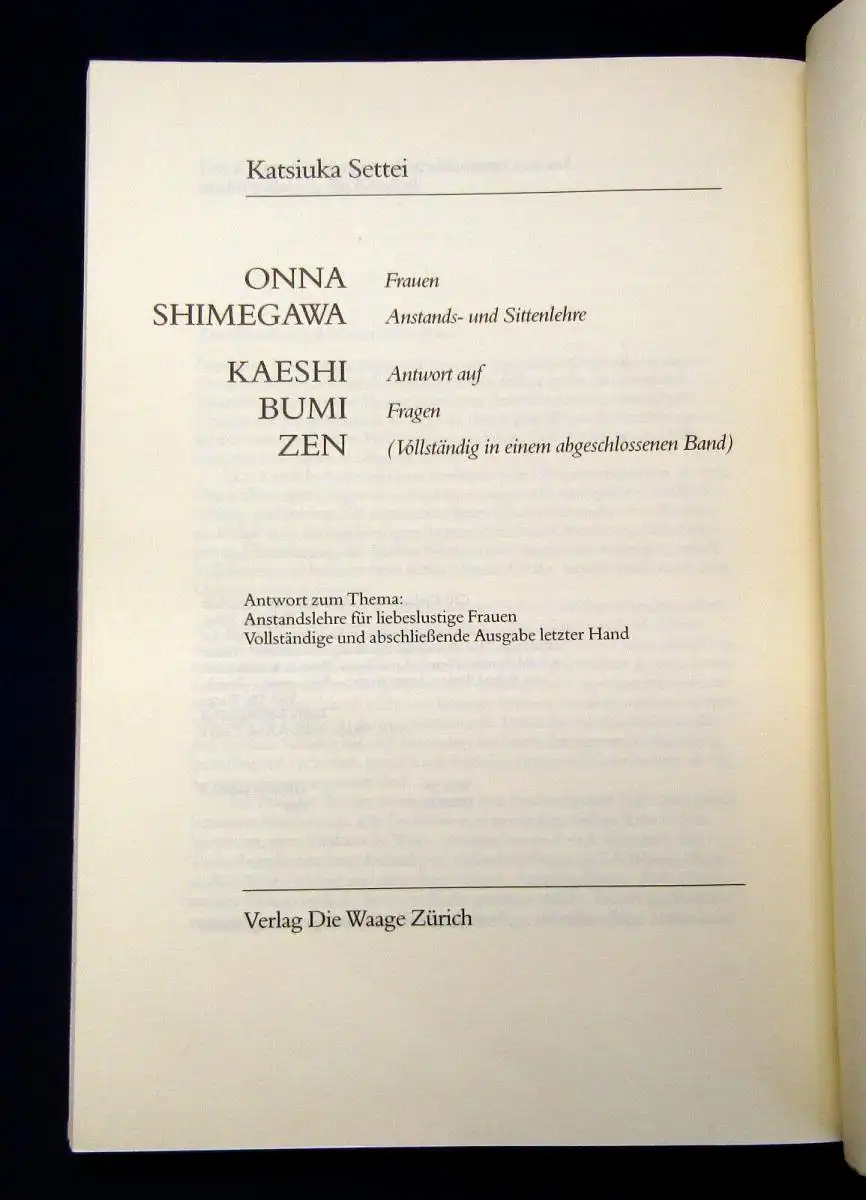 Katsiuka Settei
ONNA Frauen
SHIMEGAWA Anstands- und Sittenlehre
KAESHI Antwort auf
BUMI Fragen
ZEN (Vollständig in einem abgeschlossenen Band)
Antwort zum Thema:
Anstandslehre für liebeslustige Frauen
Vollständige und abschließende Ausgabe letzter Hand
Verlag Die Waage Zürich